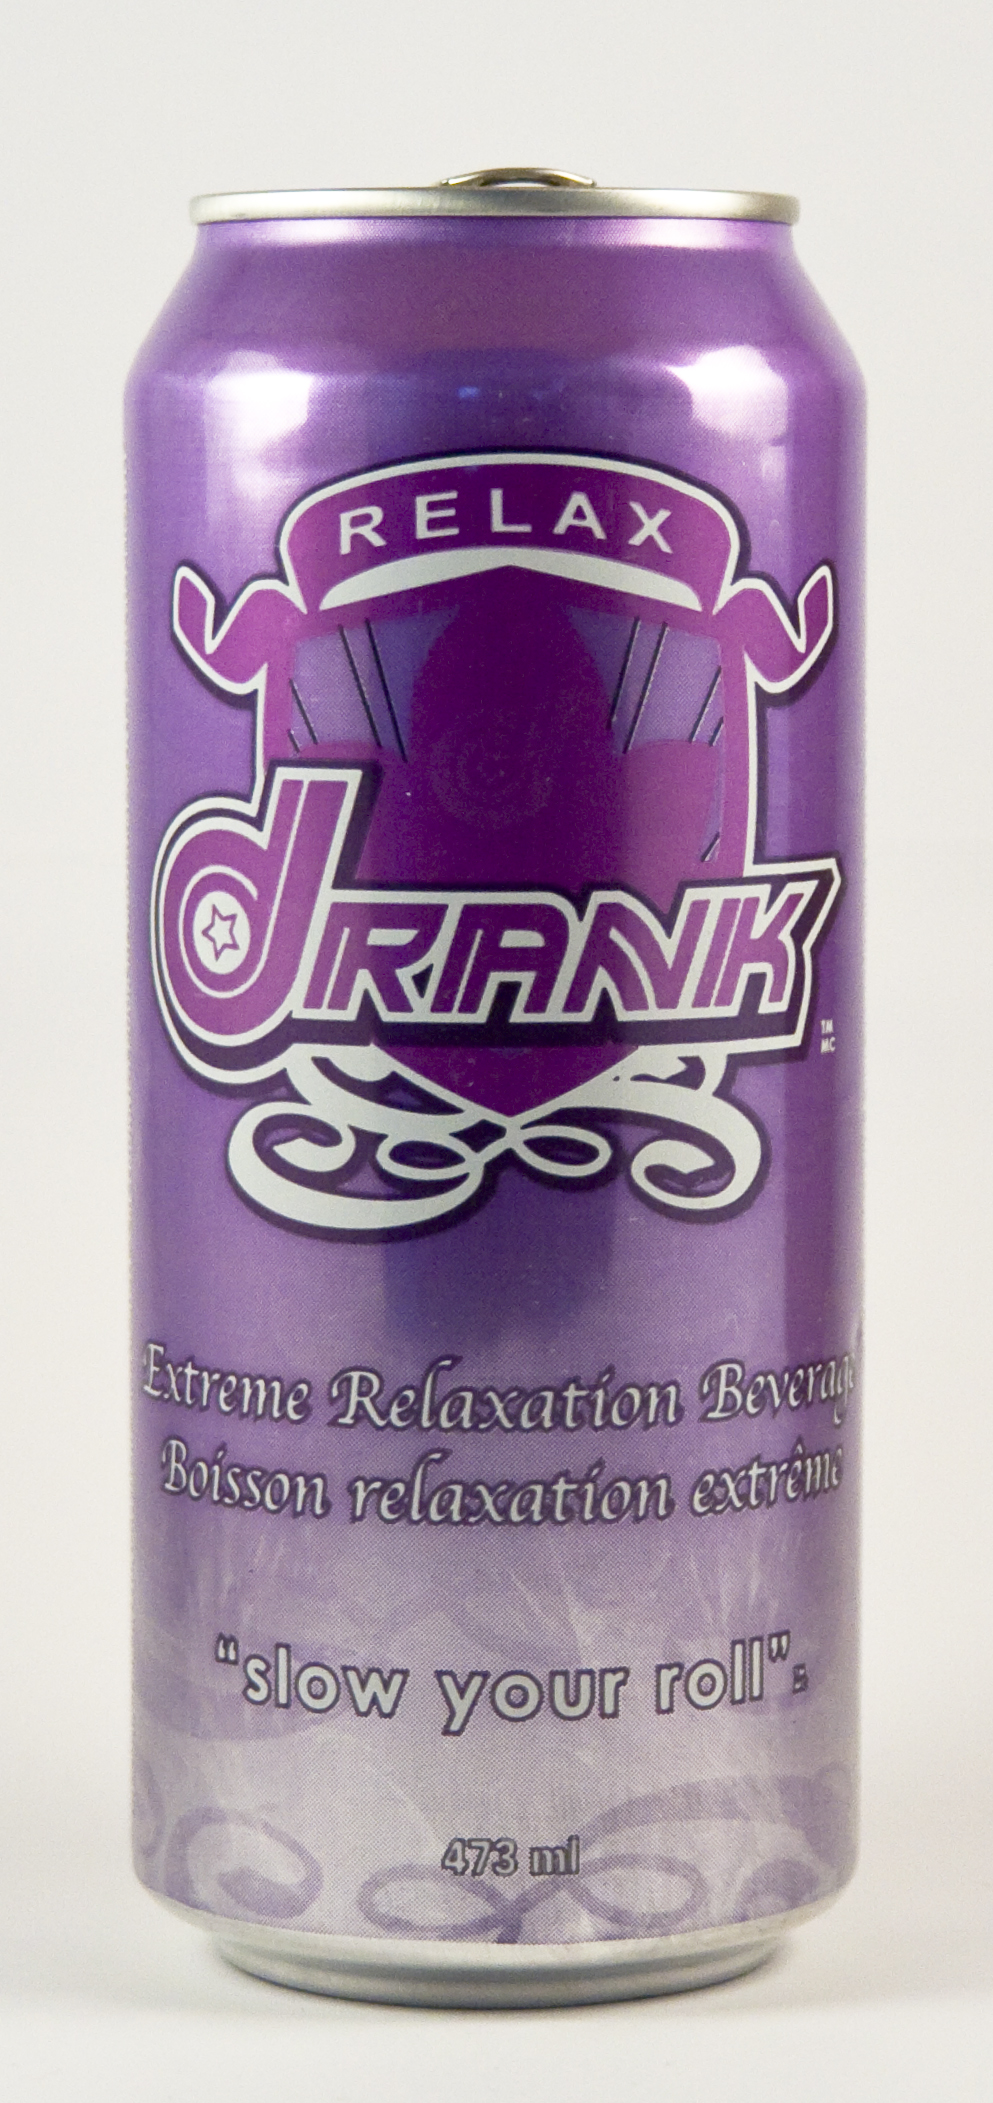 RELAX
dRANK
TM
MC
Extreme Relaxation Beverage
Boisson relaxation extrême
“slow your roll”
473 ml